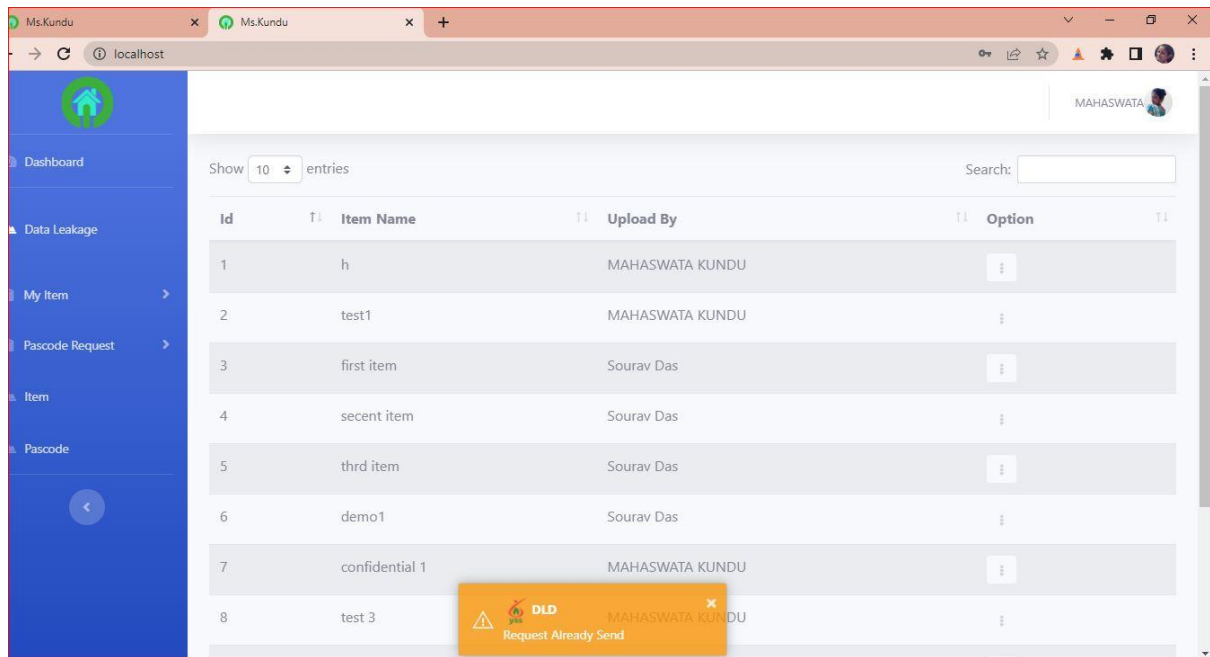 Ms.Kundu
Ms.Kundu
localhost
MAHASWATA
Dashboard
Data Leakage
My Item
Pascode Request
Item
Pascode
Show 10 entries
Search:
Id Item Name Upload By Option
1 h MAHASWATA KUNDU
2 test1 MAHASWATA KUNDU
3 first item Sourav Das
4 secent item Sourav Das
5 thrd item Sourav Das
6 demo1 Sourav Das
7 confidential 1 MAHASWATA KUNDU
8 test 3 MAHASWATA KUNDU
DLD
Request Already Send